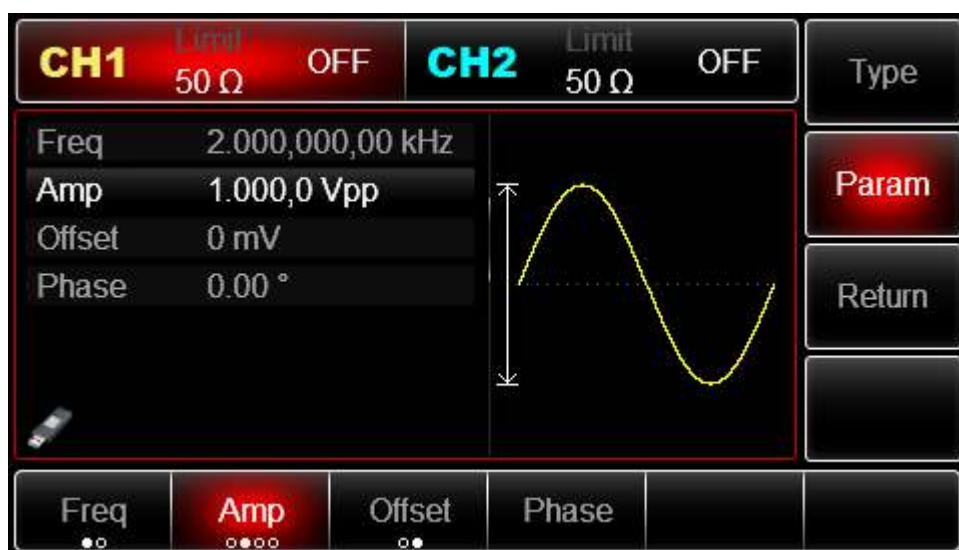 CH1 Limit 50 Ω OFF CH2 Limit 50 Ω OFF
Type
Freq 2.000,000,00 kHz
Amp 1.000,0 Vpp
Offset 0 mV
Phase 0.00 °
Param
Return
Freq Amp Offset Phase